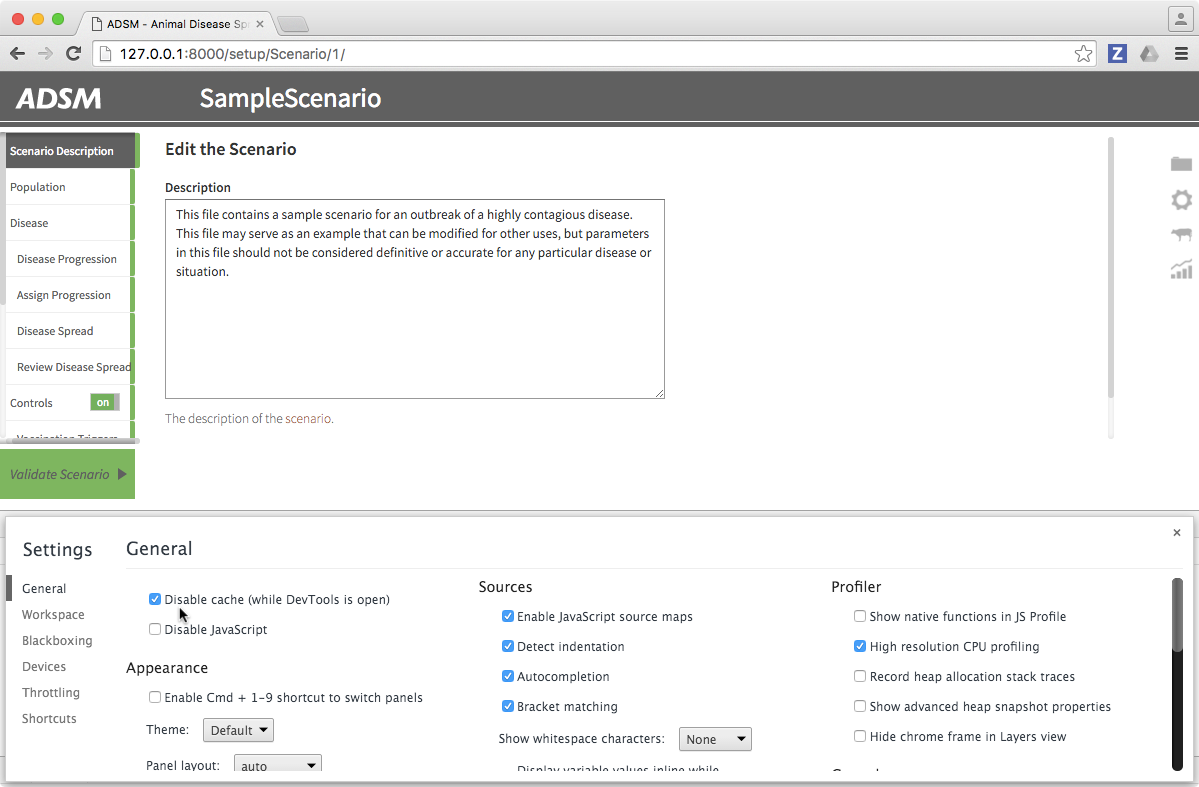 ADSM - Animal Disease Sp
127.0.0.1:8000/setup/Scenario/1/
Z
ADSM
SampleScenario
Scenario Description
Population
Disease
Disease Progression
Assign Progression
Disease Spread
Review Disease Spread
Controls on
Vaccination Triggers
Validate Scenario
Edit the Scenario
Description
This file contains a sample scenario for an outbreak of a highly contagious disease.
This file may serve as an example that can be modified for other uses, but parameters
in this file should not be considered definitive or accurate for any particular disease or
situation.
The description of the scenario.
Settings
General
Workspace
Blackboxing
Devices
Throttling
Shortcuts
General
Disable cache (while DevTools is open)
Disable JavaScript
Appearance
Enable Cmd + 1-9 shortcut to switch panels
Theme: Default
Panel layout: auto
Sources
Enable JavaScript source maps
Detect indentation
Autocompletion
Bracket matching
Show whitespace characters: None
Display variable values inline while
Profiler
Show native functions in JS Profile
High resolution CPU profiling
Record heap allocation stack traces
Show advanced heap snapshot properties
Hide chrome frame in Layers view